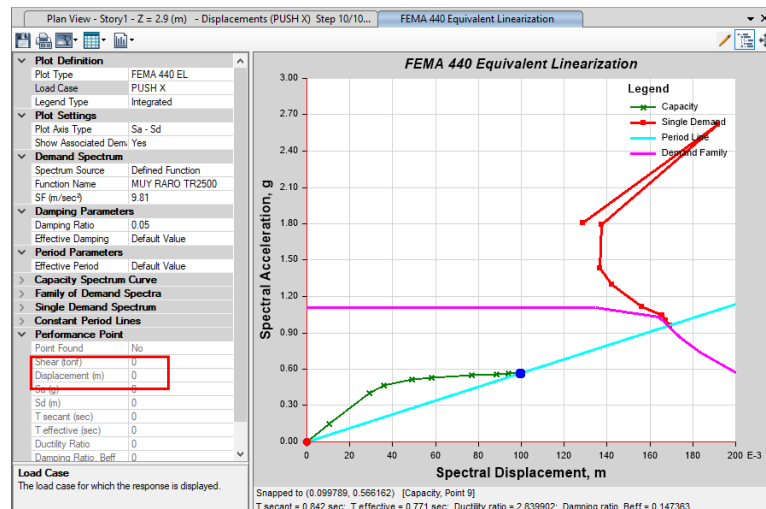 Plan View - Story1 - Z = 2.9 (m) - Displacements (PUSH X) Step 10/10...
FEMA 440 Equivalent Linearization
Plot Definition
Plot Type FEMA 440 EL
Load Case PUSH X
Legend Type Integrated
Plot Settings
Plot Axis Type Sa - Sd
Show Associated Dem Yes
Demand Spectrum
Spectrum Source Defined Function
Function Name MUY RARO TR2500
SF (m/sec²) 9.81
Damping Parameters
Damping Ratio 0.05
Effective Damping Default Value
Period Parameters
Effective Period Default Value
Capacity Spectrum Curve
Family of Demand Spectra
Single Demand Spectrum
Constant Period Lines
Performance Point
Point Found No
Shear (tonf) 0
Displacement (m) 0
Sa (g) 0
Sd (m) 0
T secant (sec) 0
T effective (sec) 0
Ductility Ratio 0
Damping Ratio, Beff 0
Load Case
The load case for which the response is displayed.
FEMA 440 Equivalent Linearization
Legend
Capacity
Single Demand
Period Line
Demand Family
Spectral Acceleration, g
3.00
2.70
2.40
2.10
1.80
1.50
1.20
0.90
0.60
0.30
0.00
0 20 40 60 80 100 120 140 160 180 200 E-3
Spectral Displacement, m
Snapped to (0.099789, 0.566162) [Capacity, Point 9]
T secant = 0.842 sec; T effective = 0.771 sec; Ductility ratio = 2.839902; Damping ratio, Beff = 0.147363